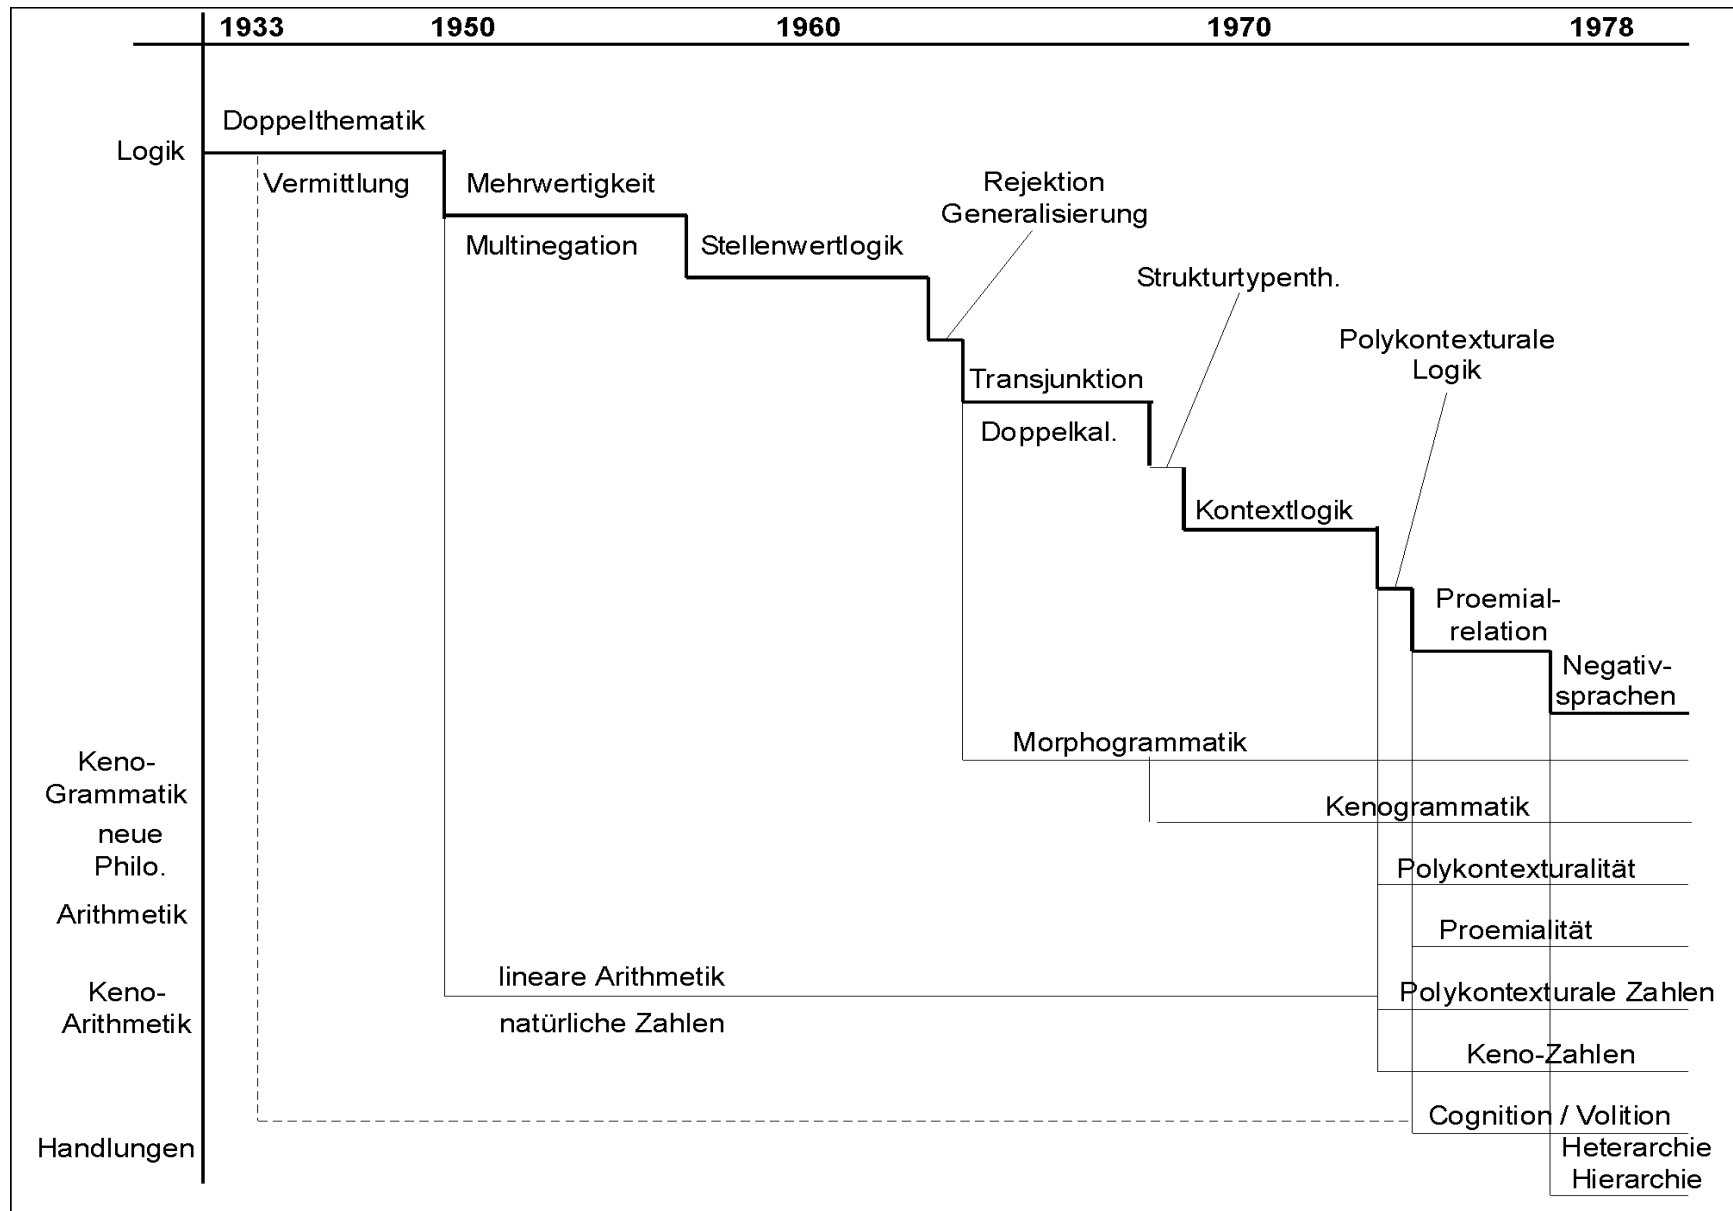 1933 1950 1960 1970 1978
Doppelthematik
Logik
Vermittlung
Mehrwertigkeit
Multinegation
Stellenwertlogik
Rejektion
Generalisierung
Strukturtypenth.
Polykontexturale
Logik
Transjunktion
Doppelkal.
Kontextlogik
Proemial-
relation
Negativ-
sprachen
Morphogrammatik
Keno-
Grammatik
Kenogrammatik
neue
Philo.
Polykontexturalität
Arithmetik
Proemialität
lineare Arithmetik
natürliche Zahlen
Keno-
Arithmetik
Polykontexturale Zahlen
Keno-Zahlen
Cognition / Volition
Handlungen
Heterarchie
Hierarchie